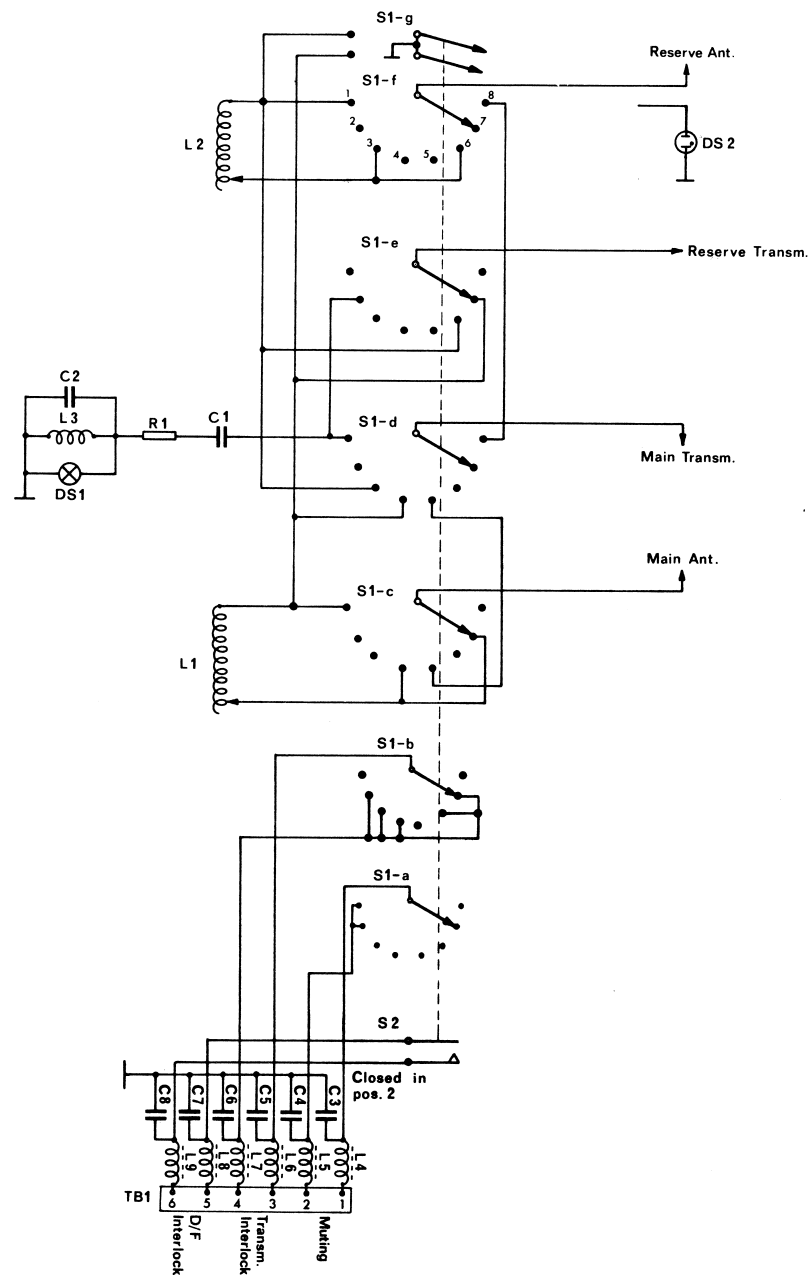 S1-g
Reserve Ant.
S1-f
1
2
3
4
5
6
7
8
L2
DS2
S1-e
Reserve Transm.
C2
L3
DS1
R1
C1
S1-d
Main Transm.
Main Ant.
S1-c
L1
S1-b
S1-a
S2
Closed in
pos. 2
C8
C7
C6
C5
C4
C3
L9
L8
L7
L6
L5
L4
TB1
6
5
4
3
2
1
D/F
Interlock
Transm.
Interlock
Muting